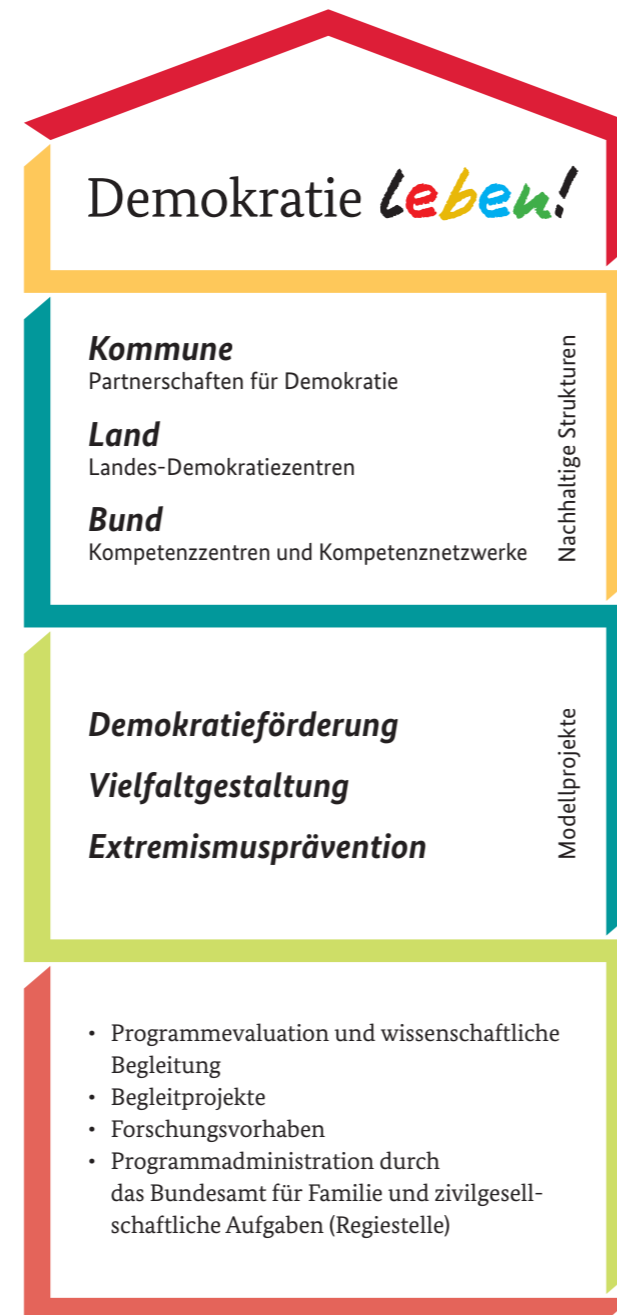 Demokratie leben!
Kommune
Partnerschaften für Demokratie
Land
Landes-Demokratiezentren
Bund
Kompetenzzentren und Kompetenznetzwerke
Nachhaltige Strukturen
Demokratieförderung
Vielfaltgestaltung
Extremismusprävention
Modellprojekte
• Programmevaluation und wissenschaftliche
Begleitung
• Begleitprojekte
• Forschungsvorhaben
• Programmadministration durch
das Bundesamt für Familie und zivilgesell-
schaftliche Aufgaben (Regiestelle)